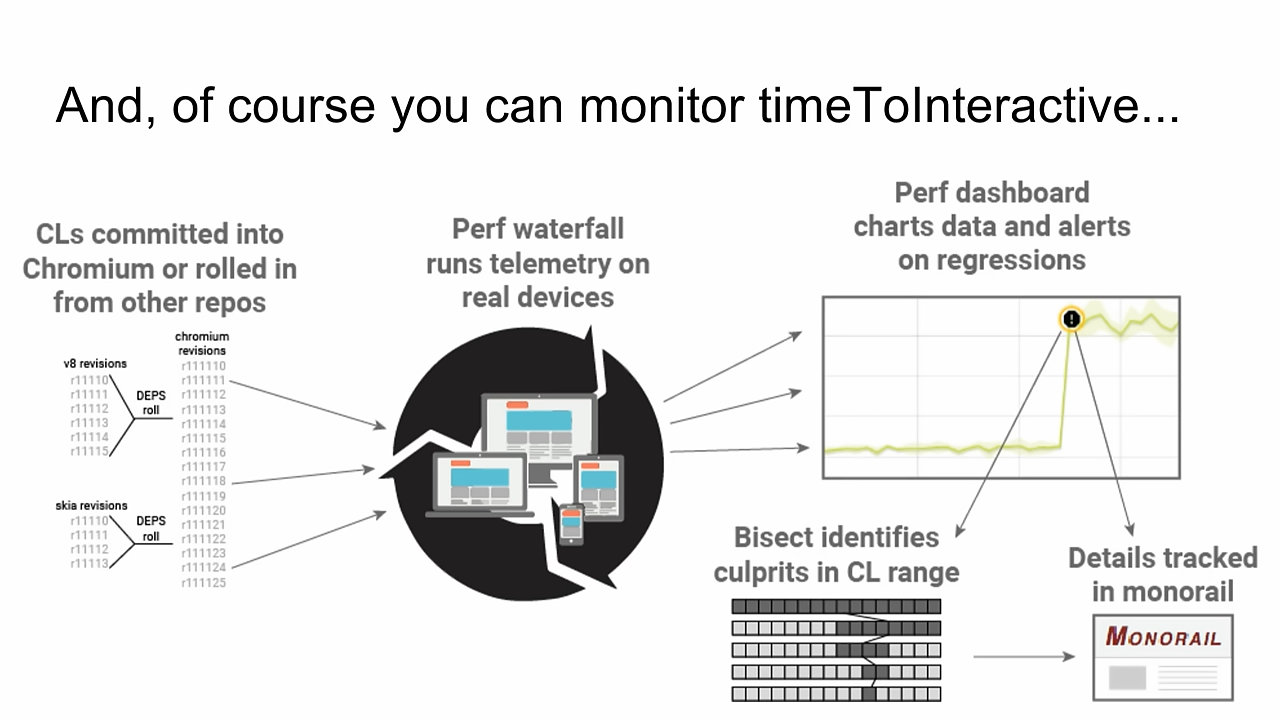 And, of course you can monitor timeToInteractive...
CLs committed into
Chromium or rolled in
from other repos
chromium
revisions
v8 revisions
r11110
r11111
r11112
r11113
r11114
r11115
DEPS
roll
skia revisions
r11110
r11111
r11112
r11113
DEPS
roll
r111110
r111111
r111112
r111113
r111114
r111115
r111116
r111117
r111118
r111119
r111120
r111121
r111122
r111123
r111124
r111125
Perf waterfall
runs telemetry on
real devices
Perf dashboard
charts data and alerts
on regressions
!
Bisect identifies
culprits in CL range
Details tracked
in monorail
MONORAIL